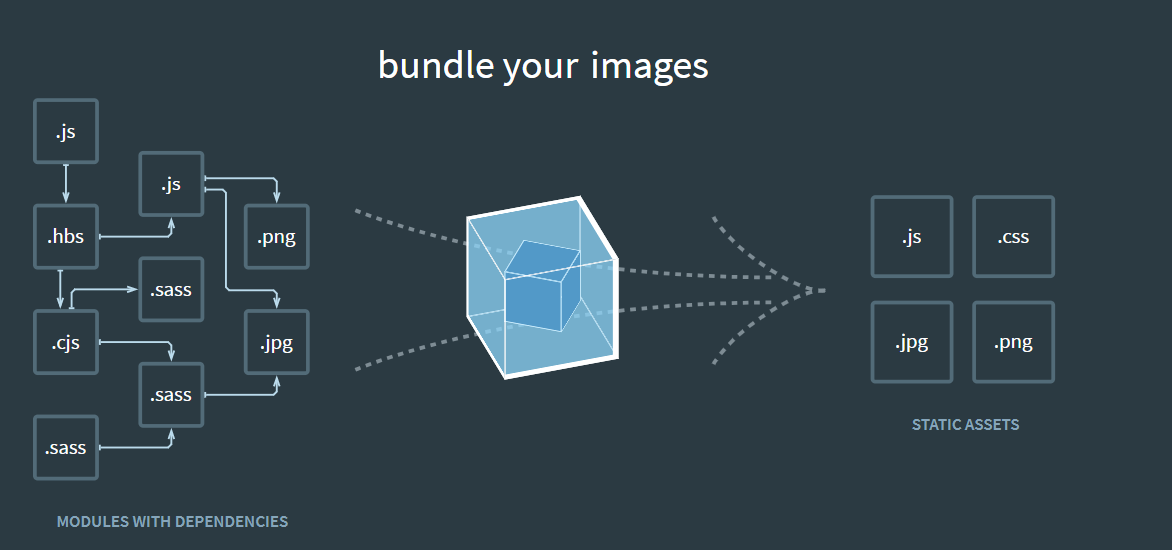 bundle your images
.js
.js
.hbs
.png
.sass
.cjs
.jpg
.sass
.sass
MODULES WITH DEPENDENCIES
.js
.css
.jpg
.png
STATIC ASSETS